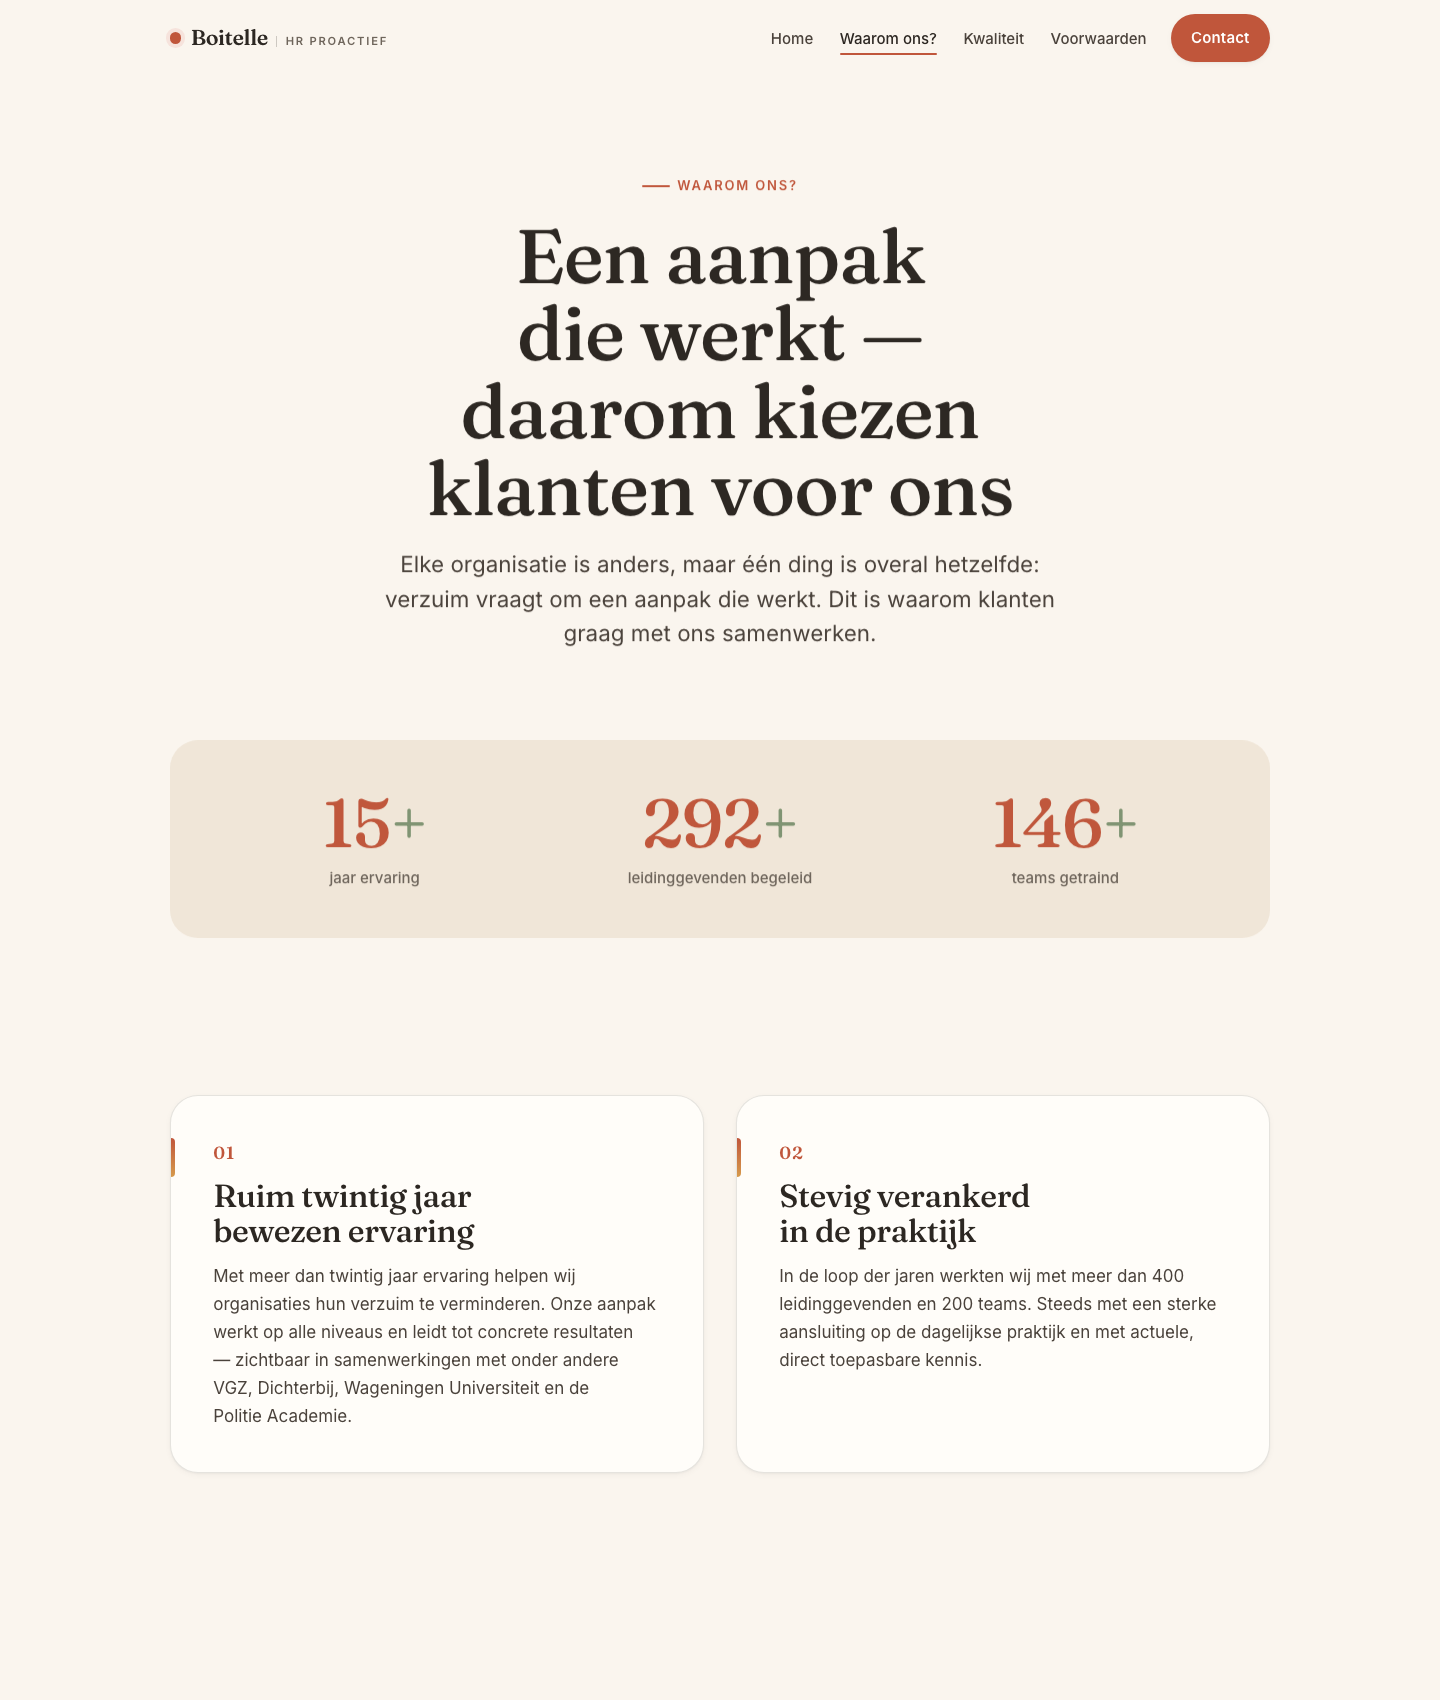 Boitelle | HR PROACTIEF
Home Waarom ons? Kwaliteit Voorwaarden Contact
WAAROM ONS?
Een aanpak
die werkt —
daarom kiezen
klanten voor ons
Elke organisatie is anders, maar één ding is overal hetzelfde:
verzuim vraagt om een aanpak die werkt. Dit is waarom klanten
graag met ons samenwerken.
15+ 292+ 146+
jaar ervaring leidinggevenden begeleid teams getraind
01
Ruim twintig jaar
bewezen ervaring
Met meer dan twintig jaar ervaring helpen wij
organisaties hun verzuim te verminderen. Onze aanpak
werkt op alle niveaus en leidt tot concrete resultaten
— zichtbaar in samenwerkingen met onder andere
VGZ, Dichterbij, Wageningen Universiteit en de
Politie Academie.
02
Stevig verankerd
in de praktijk
In de loop der jaren werkten wij met meer dan 400
leidinggevenden en 200 teams. Steeds met een sterke
aansluiting op de dagelijkse praktijk en met actuele,
direct toepasbare kennis.